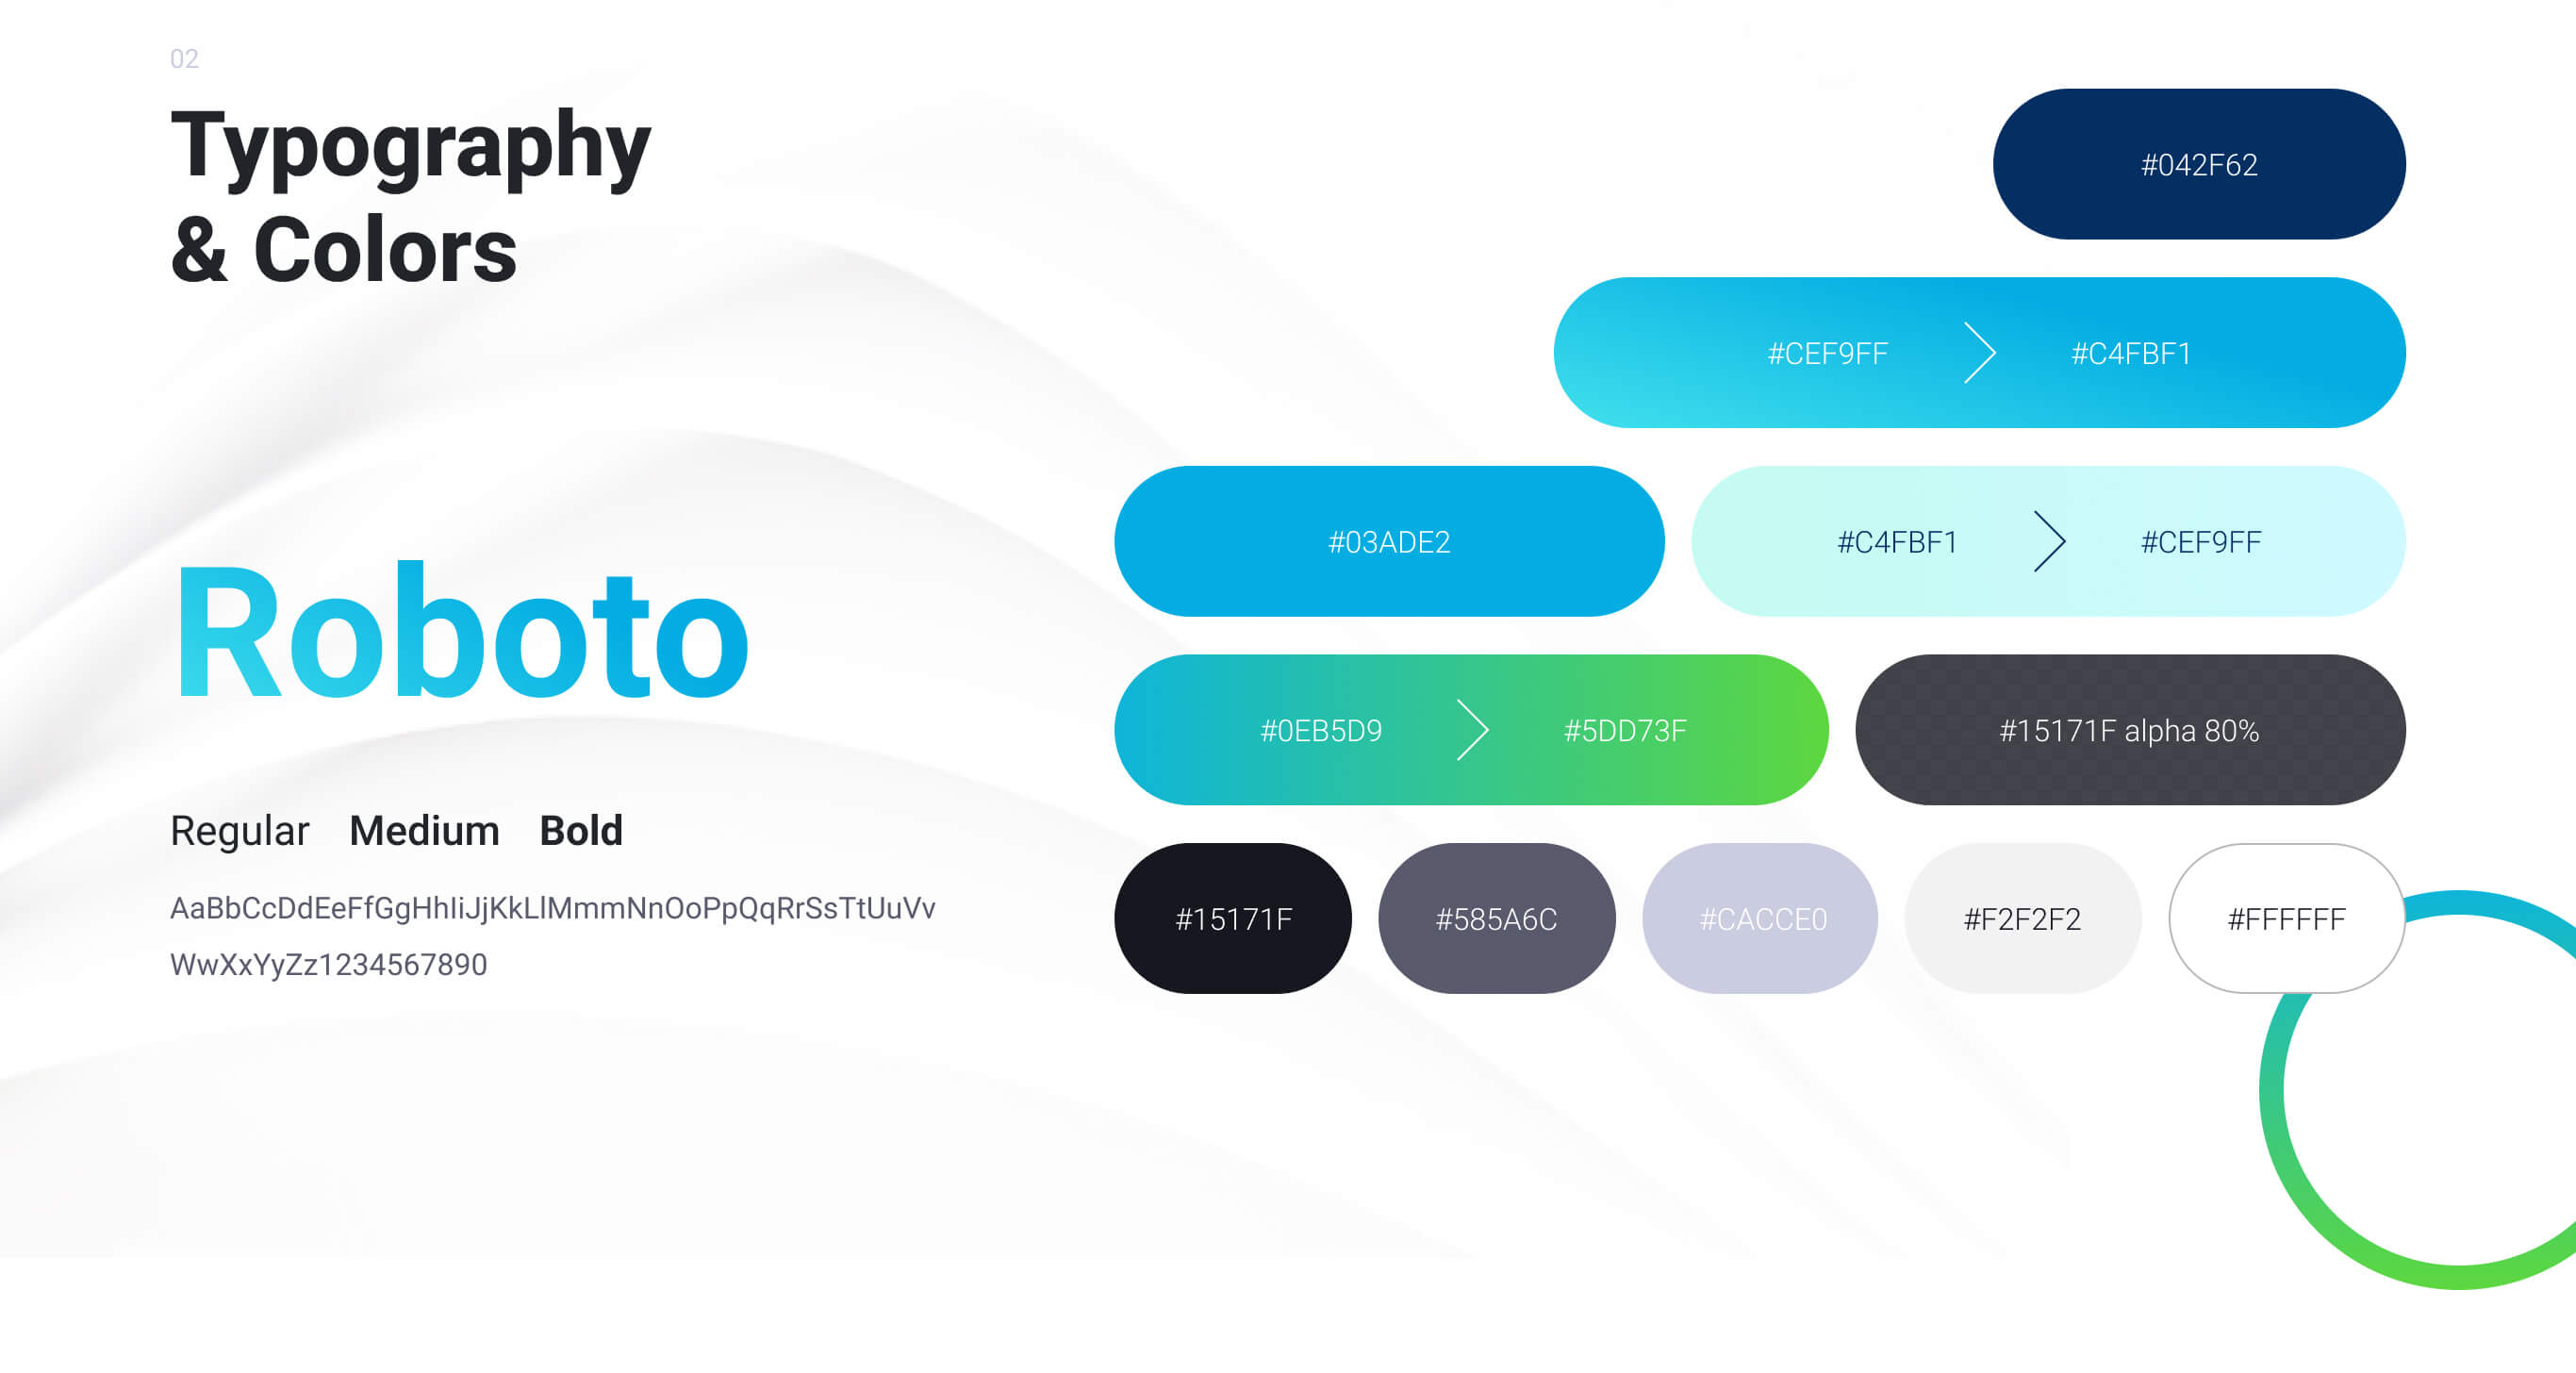 02
Typography
& Colors
Roboto
Regular Medium Bold
AaBbCcDdEeFfGgHhIiJjKkLlMmmNnOoPpQqRrSsTtUuVv
WwXxYyZz1234567890
#042F62
#CEF9FF #C4FBF1
#03ADE2
#C4FBF1 #CEF9FF
#0EB5D9 #5DD73F
#15171F alpha 80%
#15171F
#585A6C
#CACCE0
#F2F2F2
#FFFFFF